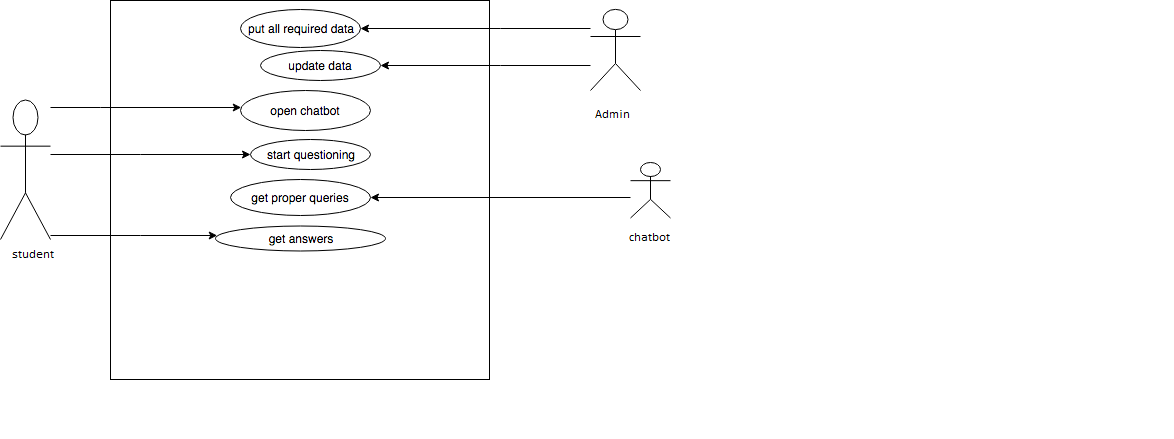 put all required data
update data
open chatbot
Admin
start questioning
get proper queries
chatbot
get answers
student